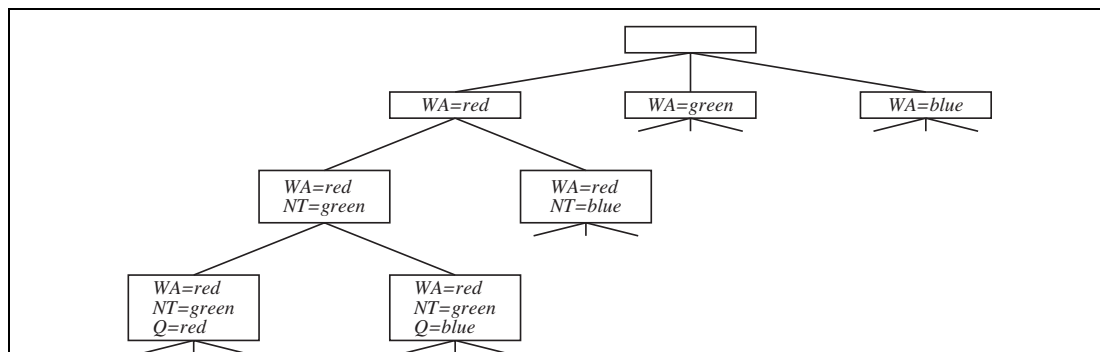 WA=red
WA=green
WA=blue
WA=red
NT=green
WA=red
NT=blue
WA=red
NT=green
Q=red
WA=red
NT=green
Q=blue